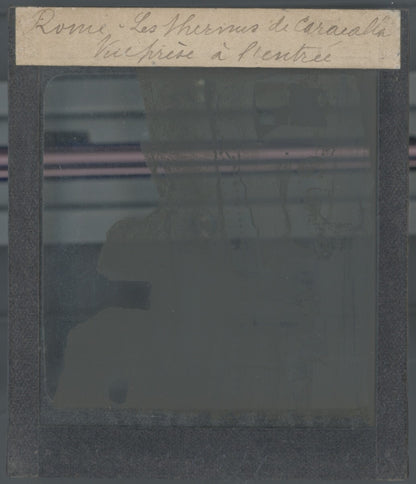 Rome - Les thermes de Caracalla
Vue prise à l'entrée